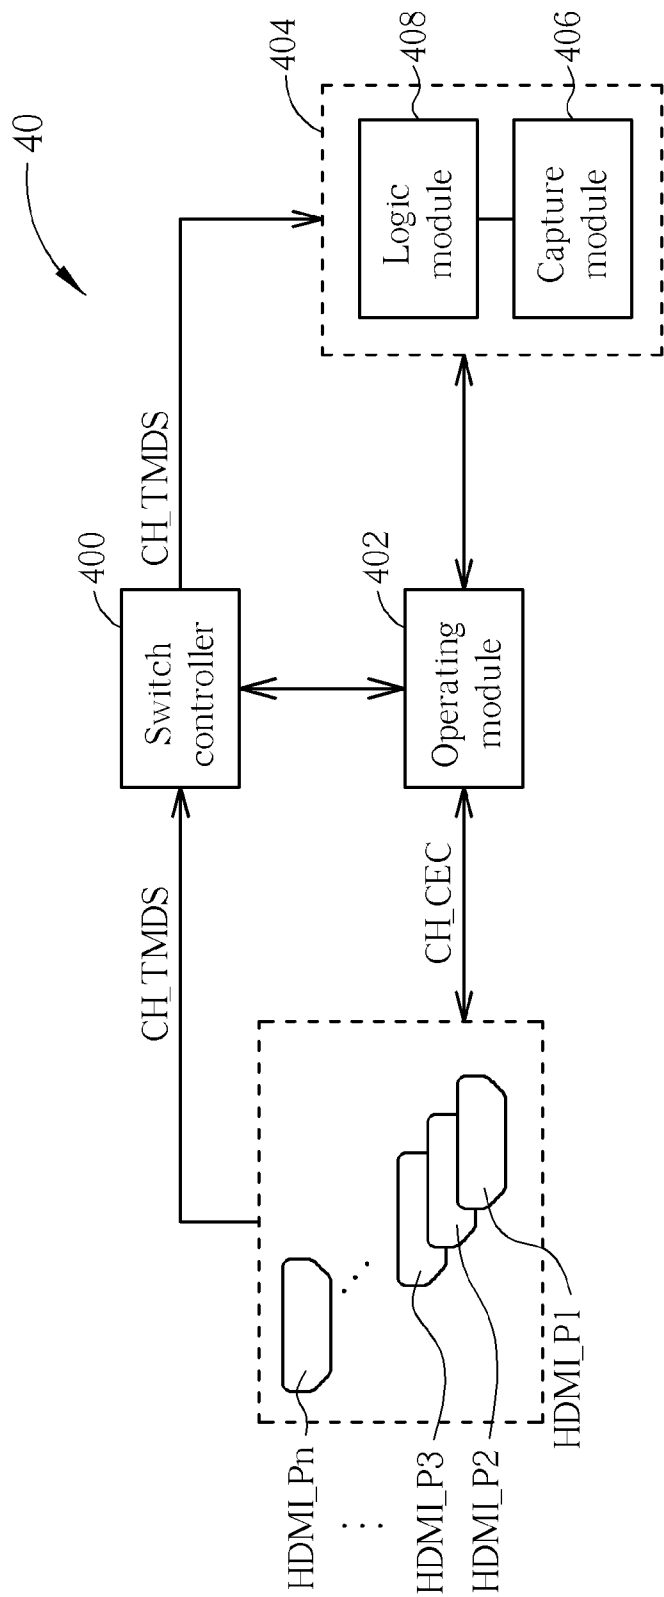 40
HDMI_Pn
...
HDMI_P3
HDMI_P2
HDMI_P1
...
CH_TMDS
CH_CEC
400
Switch
controller
402
Operating
module
CH_TMDS
404
408
Logic
module
406
Capture
module